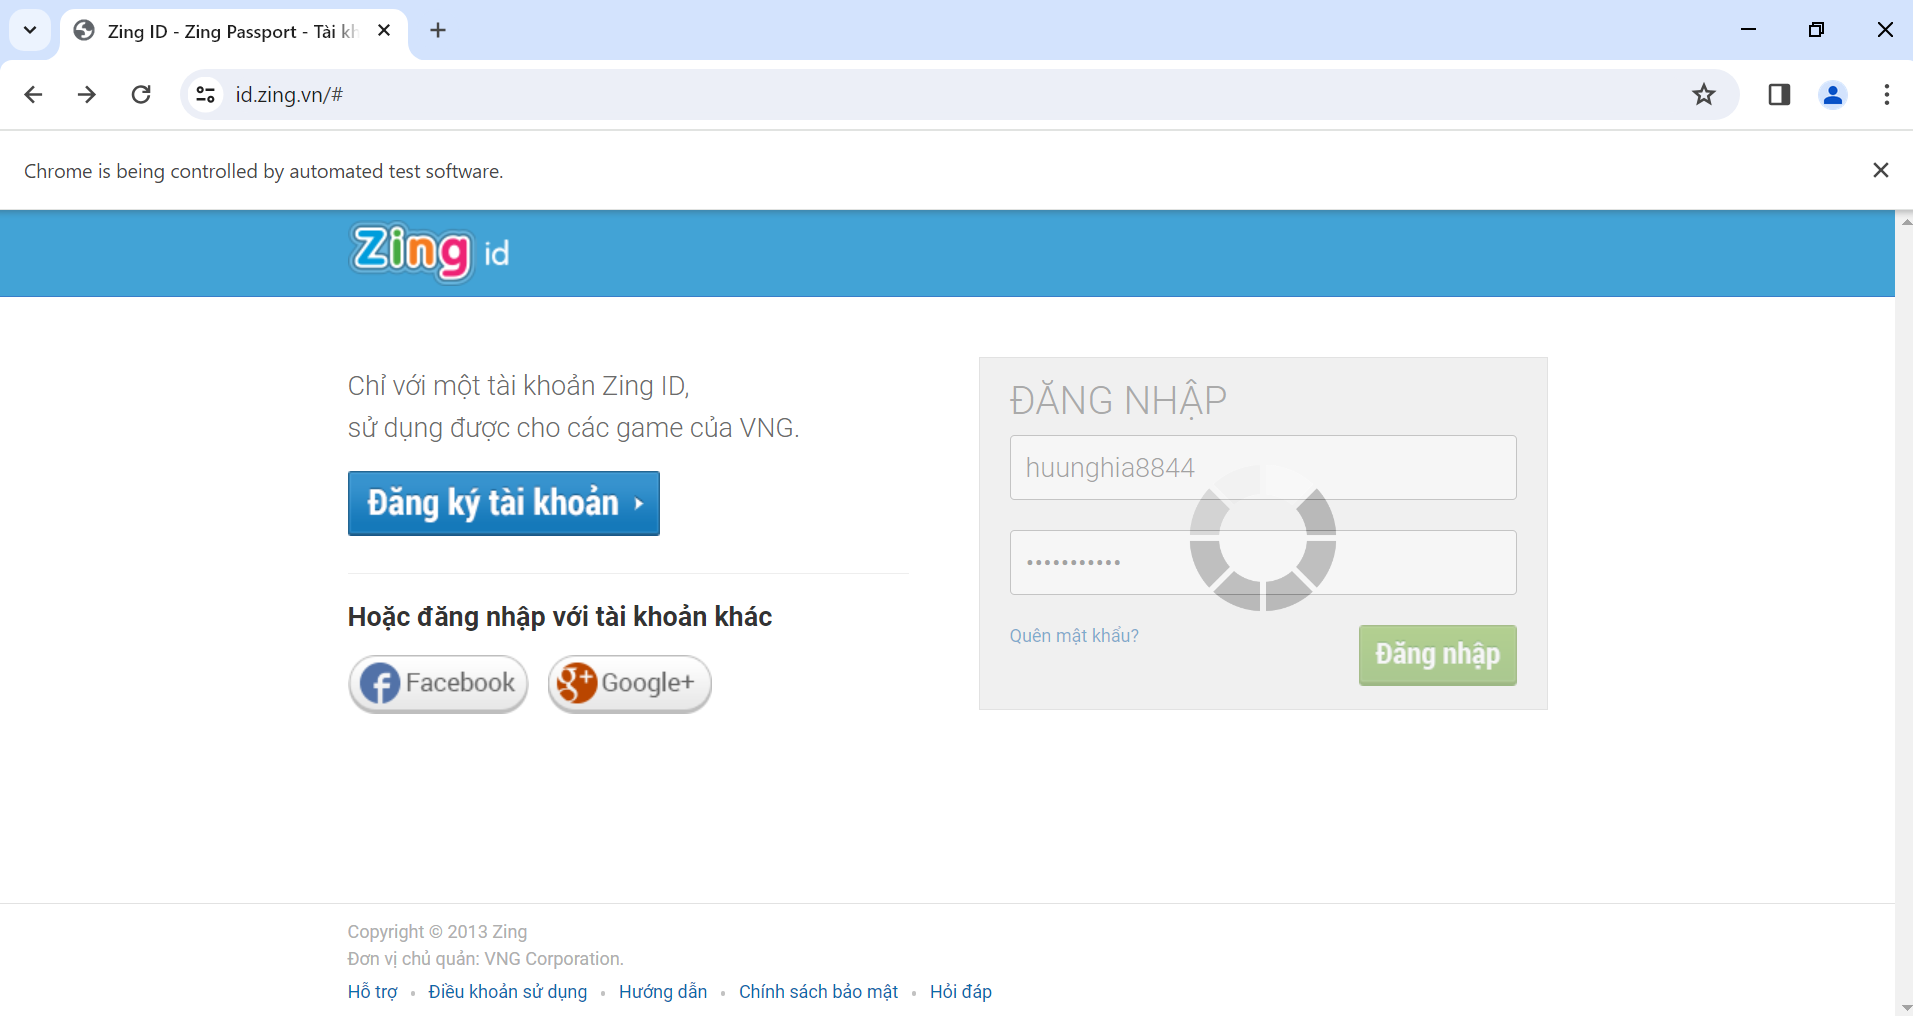 Zing ID - Zing Passport - Tài kh
id.zing.vn/#
Chrome is being controlled by automated test software.
Zing id
Chỉ với một tài khoản Zing ID,
sử dụng được cho các game của VNG.
Đăng ký tài khoản
Hoặc đăng nhập với tài khoản khác
Facebook
Google+
ĐĂNG NHẬP
huunghia8844
•••••••••••
Quên mật khẩu?
Đăng nhập
Copyright © 2013 Zing
Đơn vị chủ quản: VNG Corporation.
Hỗ trợ • Điều khoản sử dụng • Hướng dẫn • Chính sách bảo mật • Hỏi đáp